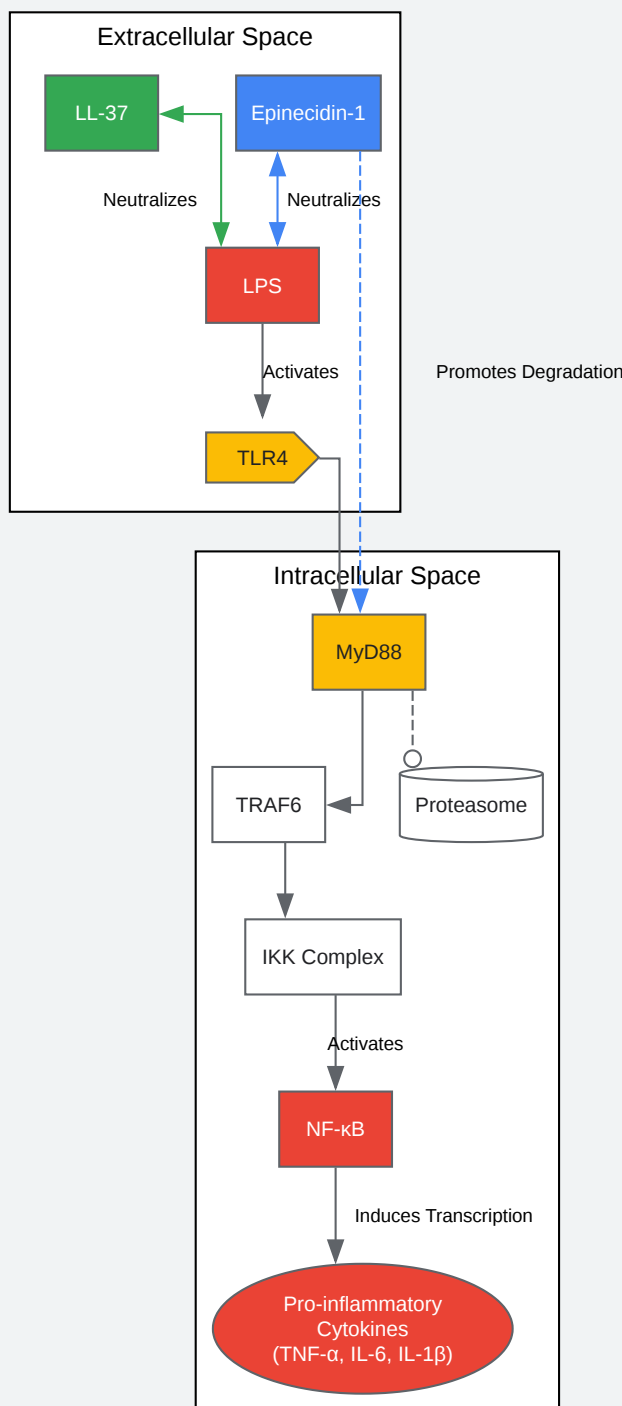 Extracellular Space
LL-37
Epinecidin-1
Neutralizes
Neutralizes
LPS
Activates
Promotes Degradation
TLR4
Intracellular Space
MyD88
TRAF6
Proteasome
IKK Complex
Activates
NF-κB
Induces Transcription
Pro-inflammatory
Cytokines
(TNF-α, IL-6, IL-1β)